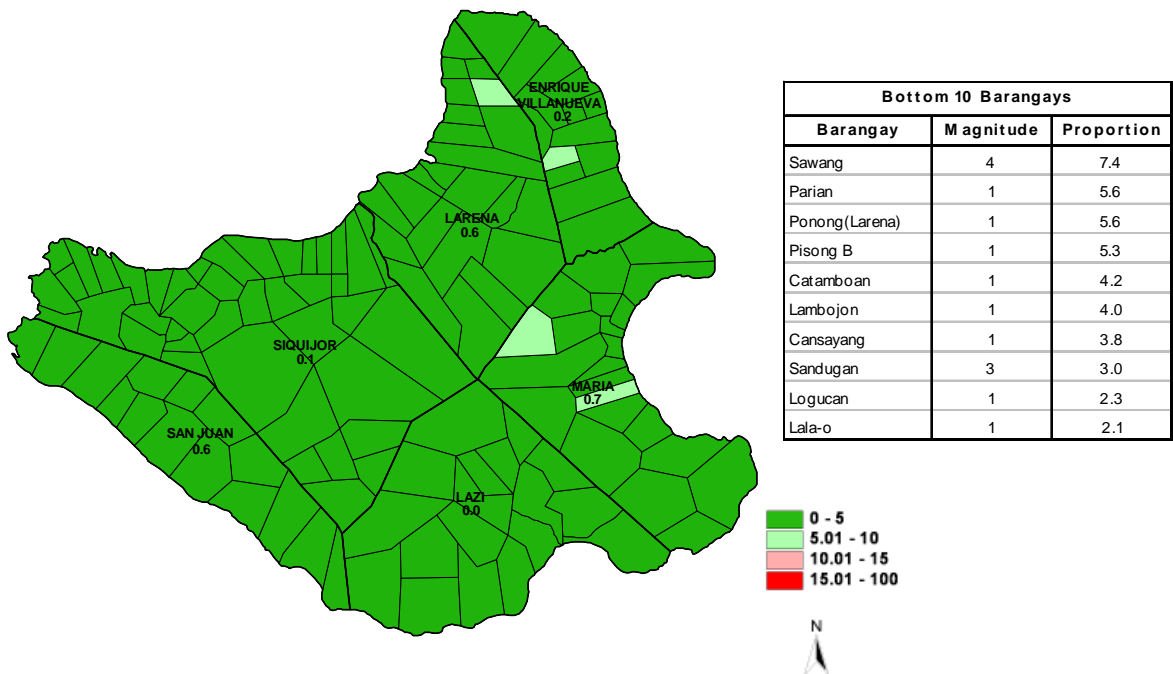 ENRIQUE
VILLANUEVA
0.2
LARENA
0.6
SIQUIJOR
0.1
MARIA
0.7
SAN JUAN
0.6
LAZI
0.0
Bottom 10 Barangays
Barangay Magnitude Proportion
Sawang 4 7.4
Parian 1 5.6
Ponong(Larena) 1 5.6
Pisong B 1 5.3
Catamboan 1 4.2
Lambojon 1 4.0
Cansayang 1 3.8
Sandugan 3 3.0
Logucan 1 2.3
Lala-o 1 2.1
0 - 5
5.01 - 10
10.01 - 15
15.01 - 100
N